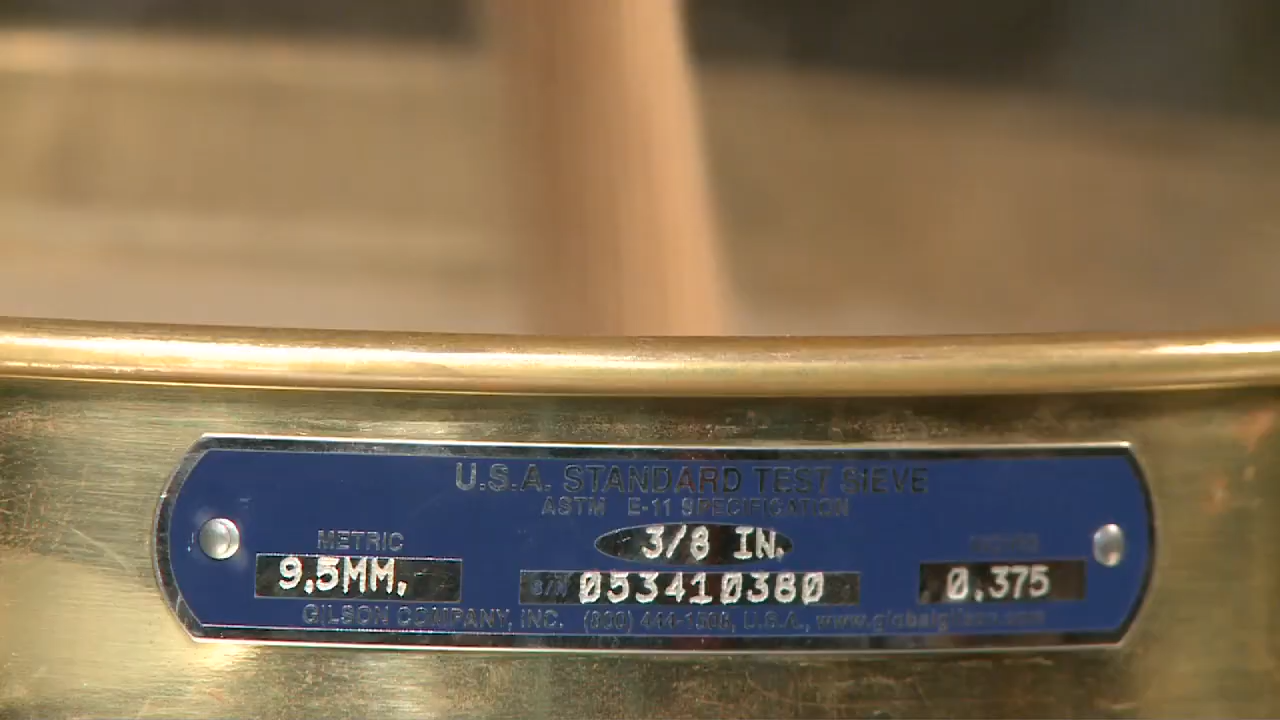 U.S.A. STANDARD TEST SIEVE
ASTM E-11 SPECIFICATION
METRIC
3/8 IN.
9.5MM.
S/N 053410380
0.375
GILSON COMPANY, INC. (800) 444-1508, U.S.A., www.globalgilson.com